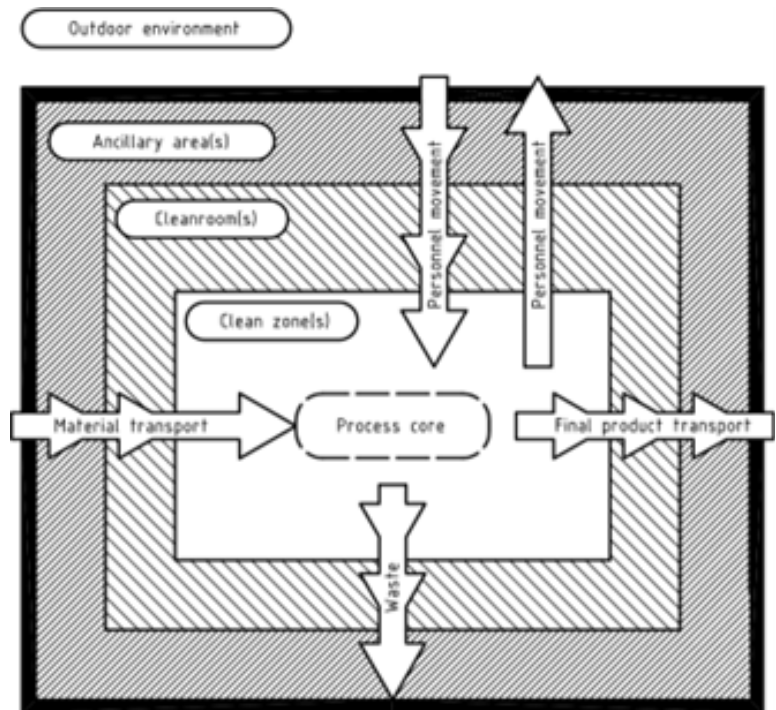 Outdoor environment
Ancillary area(s)
Cleanroom(s)
Personnel movement
Personnel movement
Clean zone(s)
Material transport
Process core
Final product transport
Waste